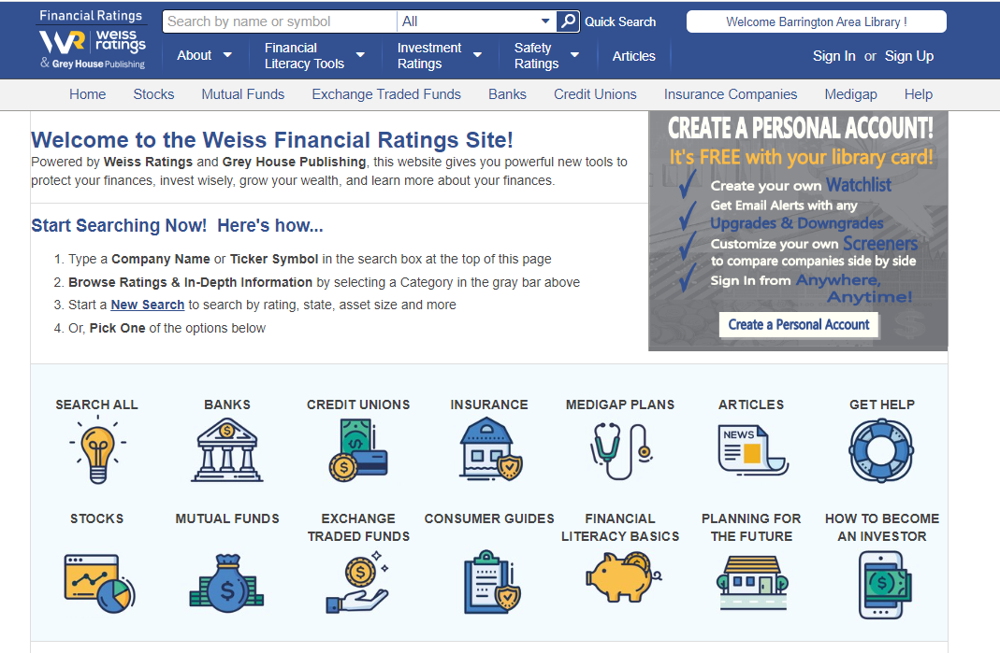 Financial Ratings
WR weiss ratings
& Grey House Publishing
Search by name or symbol
All
Quick Search
Welcome Barrington Area Library !
About
Financial Literacy Tools
Investment Ratings
Safety Ratings
Articles
Sign In or Sign Up
Home Stocks Mutual Funds Exchange Traded Funds Banks Credit Unions Insurance Companies Medigap Help
Welcome to the Weiss Financial Ratings Site!
Powered by Weiss Ratings and Grey House Publishing, this website gives you powerful new tools to
protect your finances, invest wisely, grow your wealth, and learn more about your finances.
Start Searching Now! Here's how...
1. Type a Company Name or Ticker Symbol in the search box at the top of this page
2. Browse Ratings & In-Depth Information by selecting a Category in the gray bar above
3. Start a New Search to search by rating, state, asset size and more
4. Or, Pick One of the options below
CREATE A PERSONAL ACCOUNT!
It's FREE with your library card!
Create your own Watchlist
Get Email Alerts with any
Upgrades & Downgrades
Customize your own Screeners
to compare companies side by side
Sign In from Anywhere,
Anytime!
Create a Personal Account
SEARCH ALL
BANKS
CREDIT UNIONS
INSURANCE
MEDIGAP PLANS
ARTICLES
GET HELP
$
$
$
NEWS
STOCKS
MUTUAL FUNDS
EXCHANGE
TRADED FUNDS
CONSUMER GUIDES
FINANCIAL
LITERACY BASICS
PLANNING FOR
THE FUTURE
HOW TO BECOME
AN INVESTOR
$
$
$
$